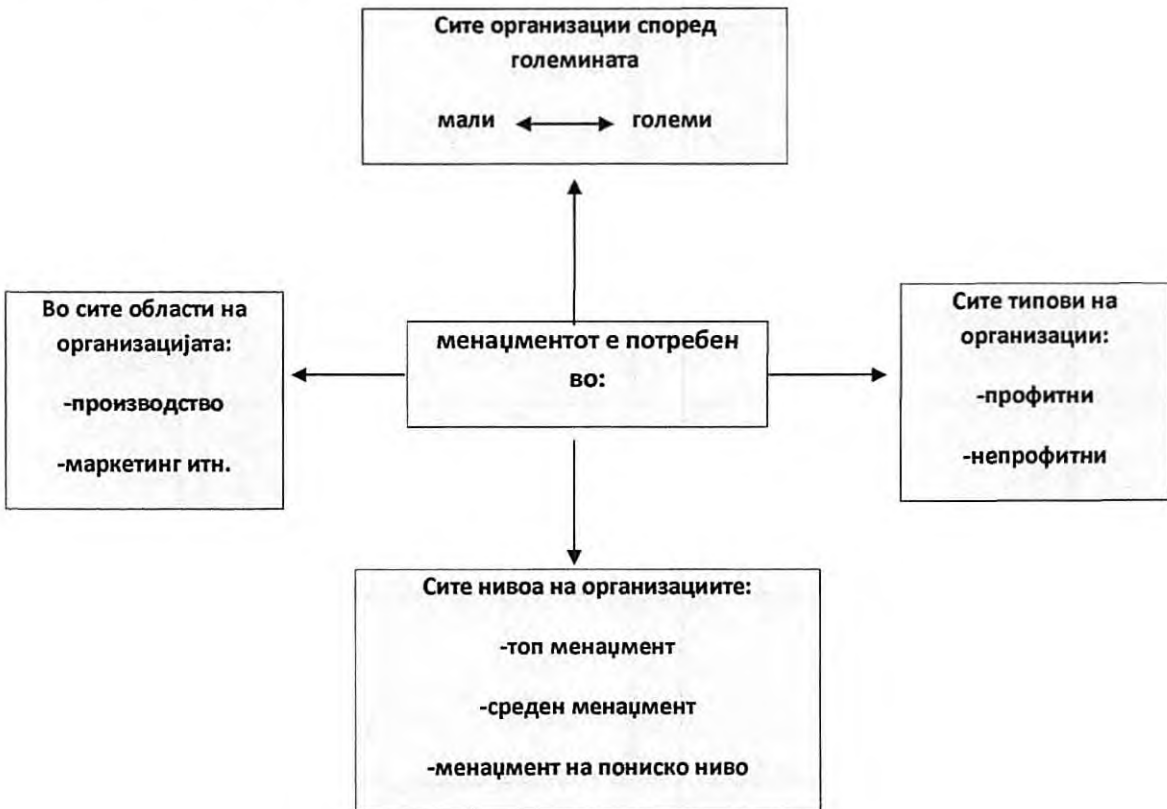 Сите организации според
големината
мали големи
Во сите области на
организацијата:
-производство
-маркетинг итн.
менаџментот е потребен
во:
Сите типови на
организации:
-профитни
-непрофитни
Сите нивоа на организациите:
-топ менаџмент
-среден менаџмент
-менаџмент на пониско ниво